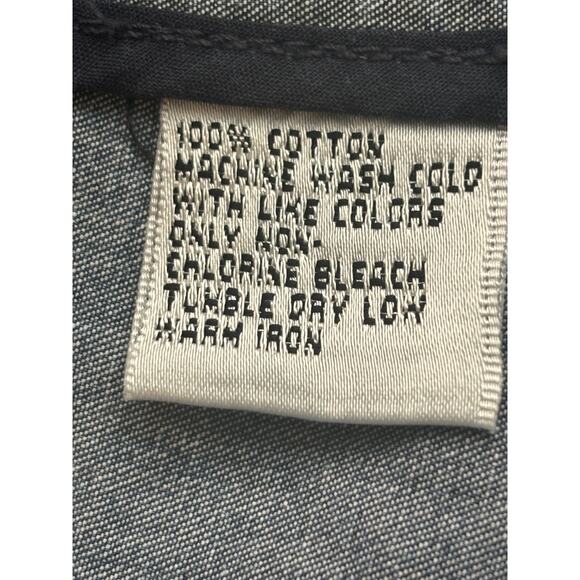 100% COTTON
MACHINE WASH COLD
WITH LIKE COLORS
ONLY NON-
CHLORINE BLEACH
TUMBLE DRY LOW
WARM IRON